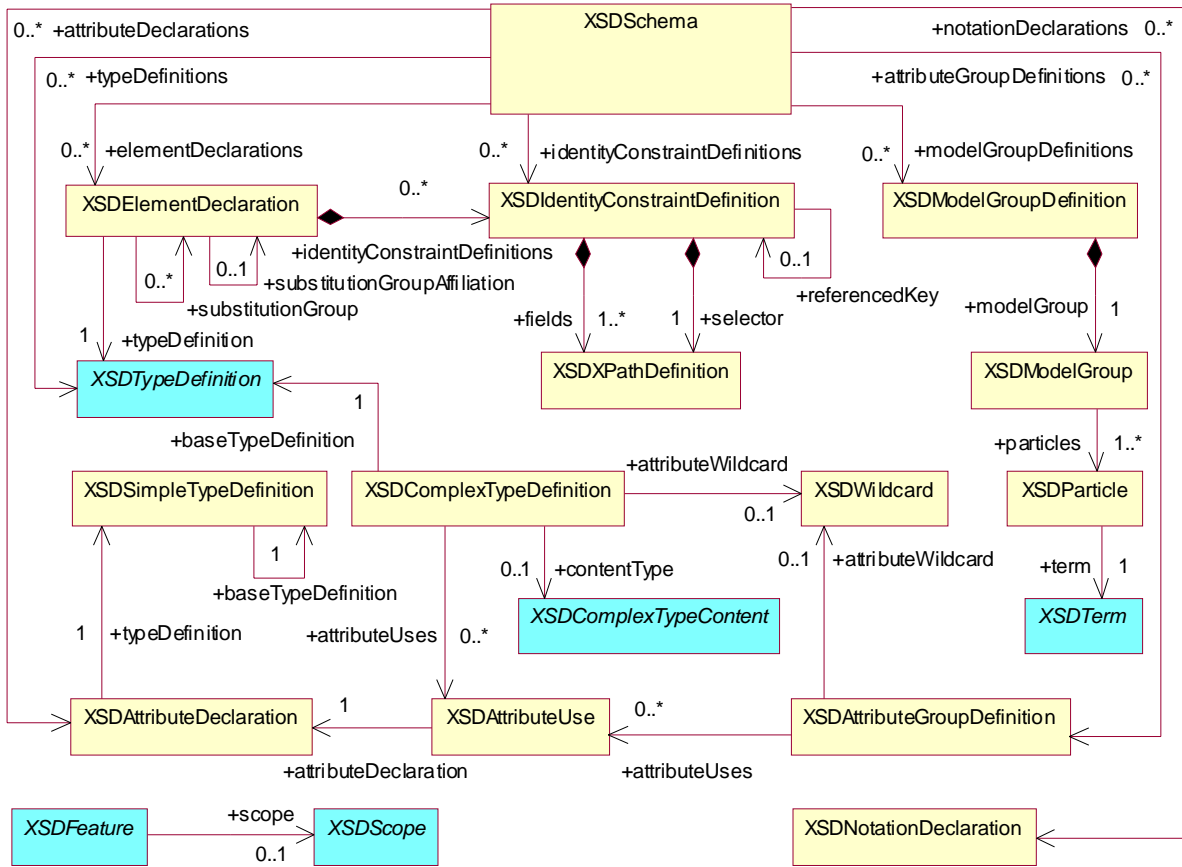 XSDSchema
0..* +attributeDeclarations
+notationDeclarations 0..*
0..* +typeDefinitions
+attributeGroupDefinitions 0..*
0..* +elementDeclarations
0..* +identityConstraintDefinitions
0..* +modelGroupDefinitions
XSDElementDeclaration
0..*
+identityConstraintDefinitions
XSDIdentityConstraintDefinition
XSDModelGroupDefinition
0..*
+substitutionGroup
0..1
+substitutionGroupAffiliation
0..1
+referencedKey
+fields 1..*
1 +selector
+modelGroup 1
1 +typeDefinition
XSDTypeDefinition
XSDXPathDefinition
XSDModelGroup
1
+baseTypeDefinition
+particles 1..*
XSDSimpleTypeDefinition
XSDComplexTypeDefinition
+attributeWildcard
0..1
XSDWildcard
XSDParticle
1
+baseTypeDefinition
0..1 +contentType
0..1 +attributeWildcard
+term 1
XSDComplexTypeContent
XSDTerm
1 +typeDefinition
+attributeUses 0..*
XSDAttributeDeclaration
1
+attributeDeclaration
XSDAttributeUse
0..*
+attributeUses
XSDAttributeGroupDefinition
XSDFeature
+scope
0..1
XSDScope
XSDNotationDeclaration